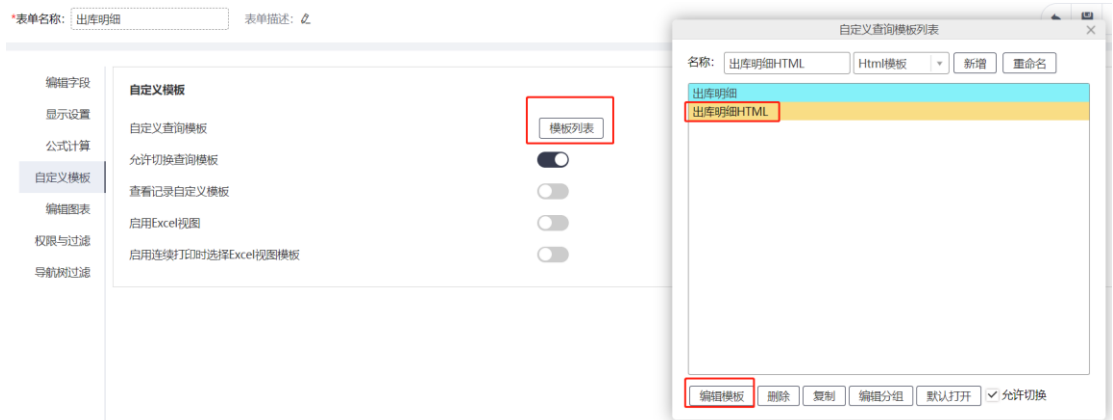 *表单名称: 出库明细 表单描述:
编辑字段
显示设置
公式计算
自定义模板
编辑图表
权限与过滤
导航树过滤
自定义模板
自定义查询模板 模板列表
允许切换查询模板
查看记录自定义模板
启用Excel视图
启用连续打印时选择Excel视图模板
自定义查询模板列表
名称: 出库明细HTML Html模板 新增 重命名
出库明细
出库明细HTML
编辑模板 删除 复制 编辑分组 默认打开 允许切换